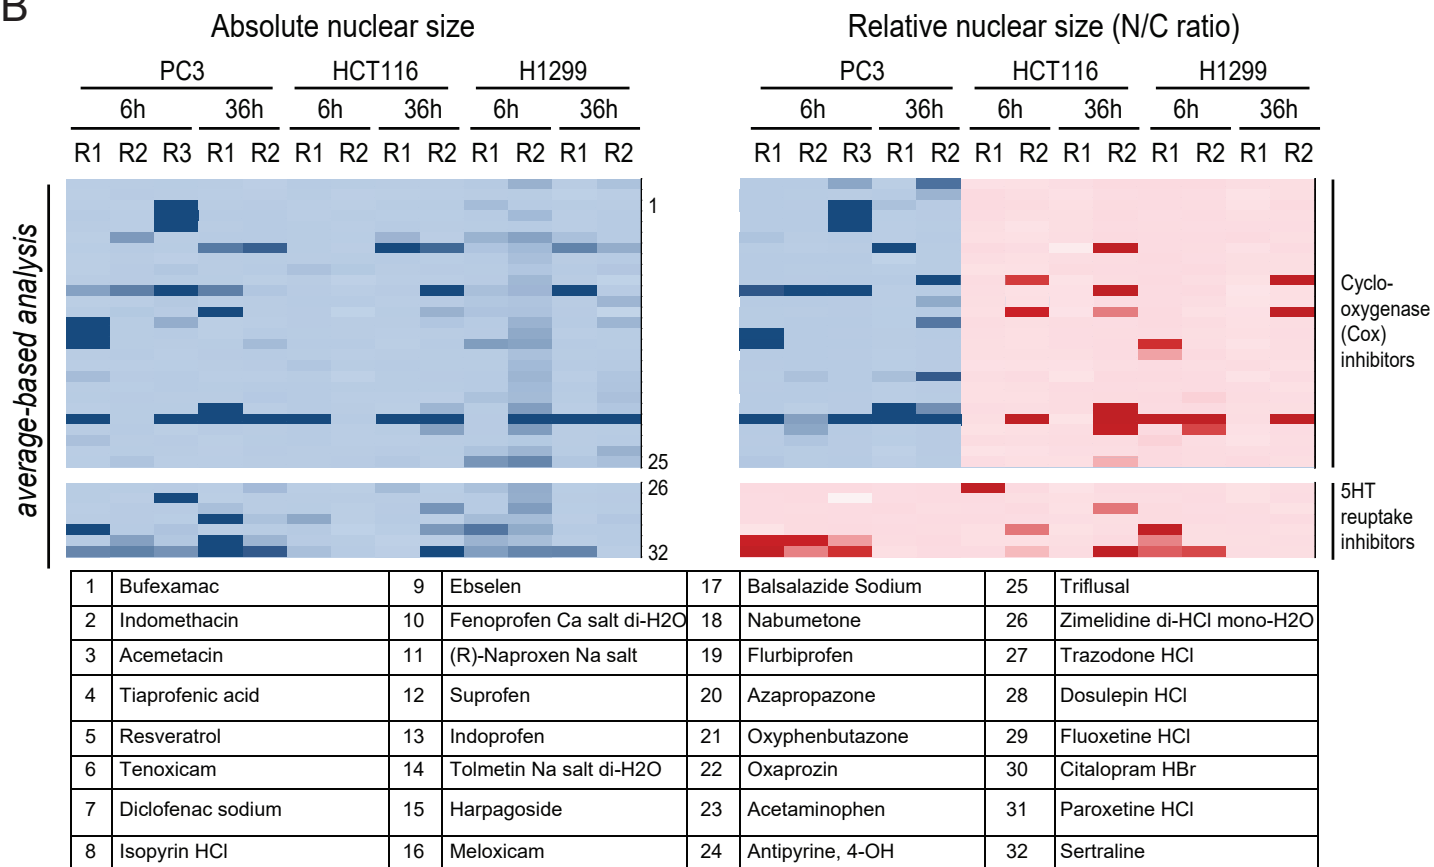 B
Absolute nuclear size
Relative nuclear size (N/C ratio)
PC3 HCT116 H1299
PC3 HCT116 H1299
6h 36h 6h 36h 6h 36h
6h 36h 6h 36h 6h 36h
R1 R2 R3 R1 R2 R1 R2 R1 R2 R1 R2 R1 R2
R1 R2 R3 R1 R2 R1 R2 R1 R2 R1 R2 R1 R2
average-based analysis
1
25
26
32
Cyclo-
oxygenase
(Cox)
inhibitors
5HT
reuptake
inhibitors
1 Bufexamac 9 Ebselen 17 Balsalazide Sodium 25 Triflusal
2 Indomethacin 10 Fenoprofen Ca salt di-H2O 18 Nabumetone 26 Zimelidine di-HCl mono-H2O
3 Acemetacin 11 (R)-Naproxen Na salt 19 Flurbiprofen 27 Trazodone HCl
4 Tiaprofenic acid 12 Suprofen 20 Azapropazone 28 Dosulepin HCl
5 Resveratrol 13 Indoprofen 21 Oxyphenbutazone 29 Fluoxetine HCl
6 Tenoxicam 14 Tolmetin Na salt di-H2O 22 Oxaprozin 30 Citalopram HBr
7 Diclofenac sodium 15 Harpagoside 23 Acetaminophen 31 Paroxetine HCl
8 Isopyrin HCl 16 Meloxicam 24 Antipyrine, 4-OH 32 Sertraline